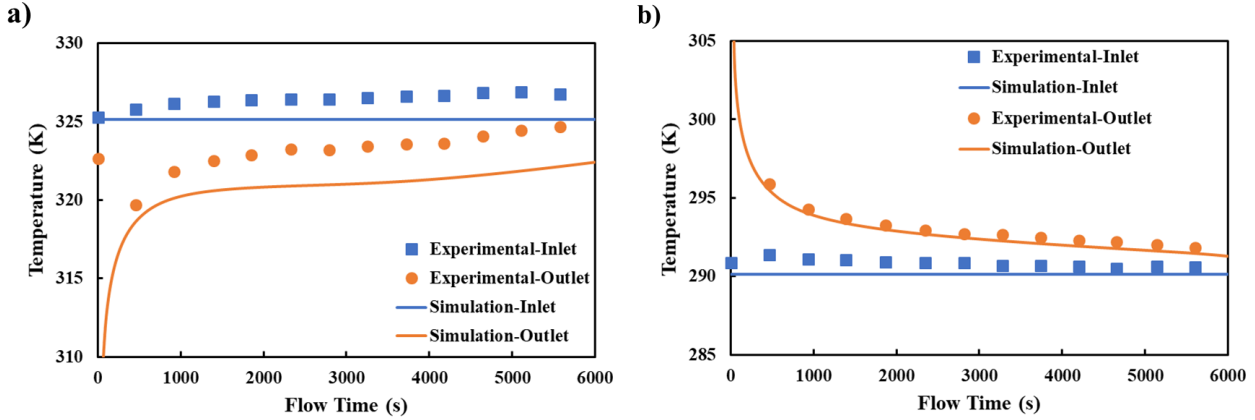 a)
330
325
320
315
310
Temperature (K)
Experimental-Inlet
Experimental-Outlet
Simulation-Inlet
Simulation-Outlet
0 1000 2000 3000 4000 5000 6000
Flow Time (s)
b)
305
300
295
290
285
Temperature (K)
Experimental-Inlet
Simulation-Inlet
Experimental-Outlet
Simulation-Outlet
0 1000 2000 3000 4000 5000 6000
Flow Time (s)